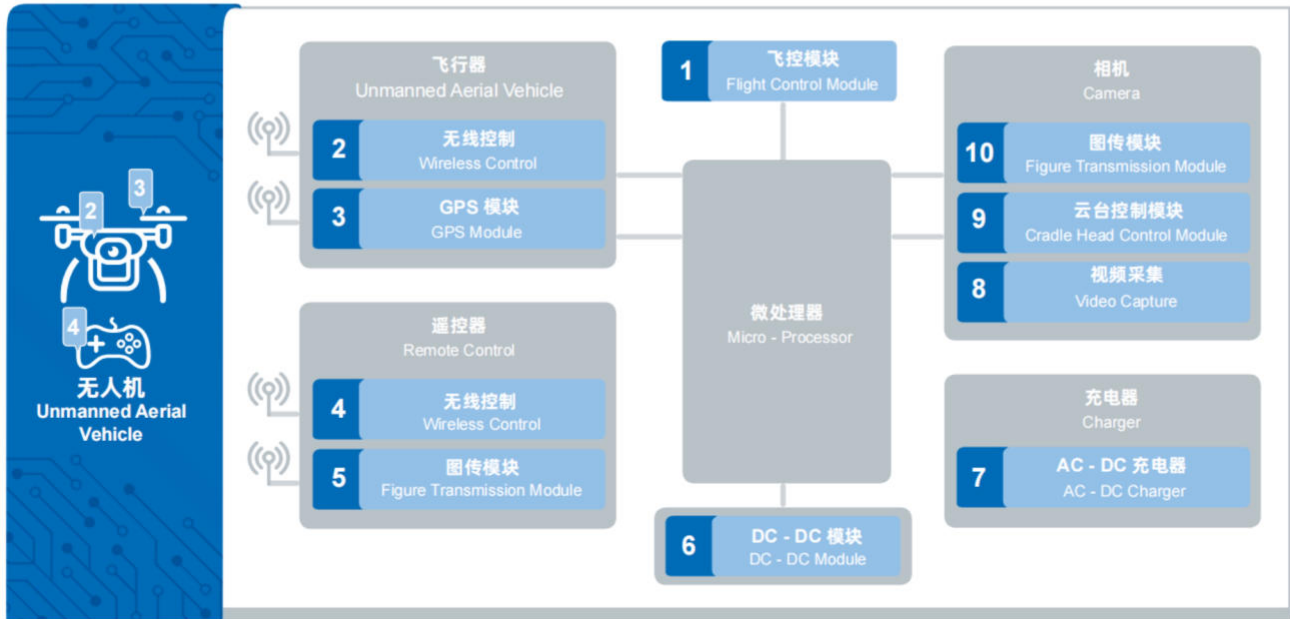 3
2
4
无人机
Unmanned Aerial
Vehicle
飞行器
Unmanned Aerial Vehicle
2
无线控制
Wireless Control
3
GPS 模块
GPS Module
遥控器
Remote Control
4
无线控制
Wireless Control
5
图传模块
Figure Transmission Module
1
飞控模块
Flight Control Module
微处理器
Micro - Processor
6
DC - DC 模块
DC - DC Module
相机
Camera
10
图传模块
Figure Transmission Module
9
云台控制模块
Cradle Head Control Module
8
视频采集
Video Capture
充电器
Charger
7
AC - DC 充电器
AC - DC Charger